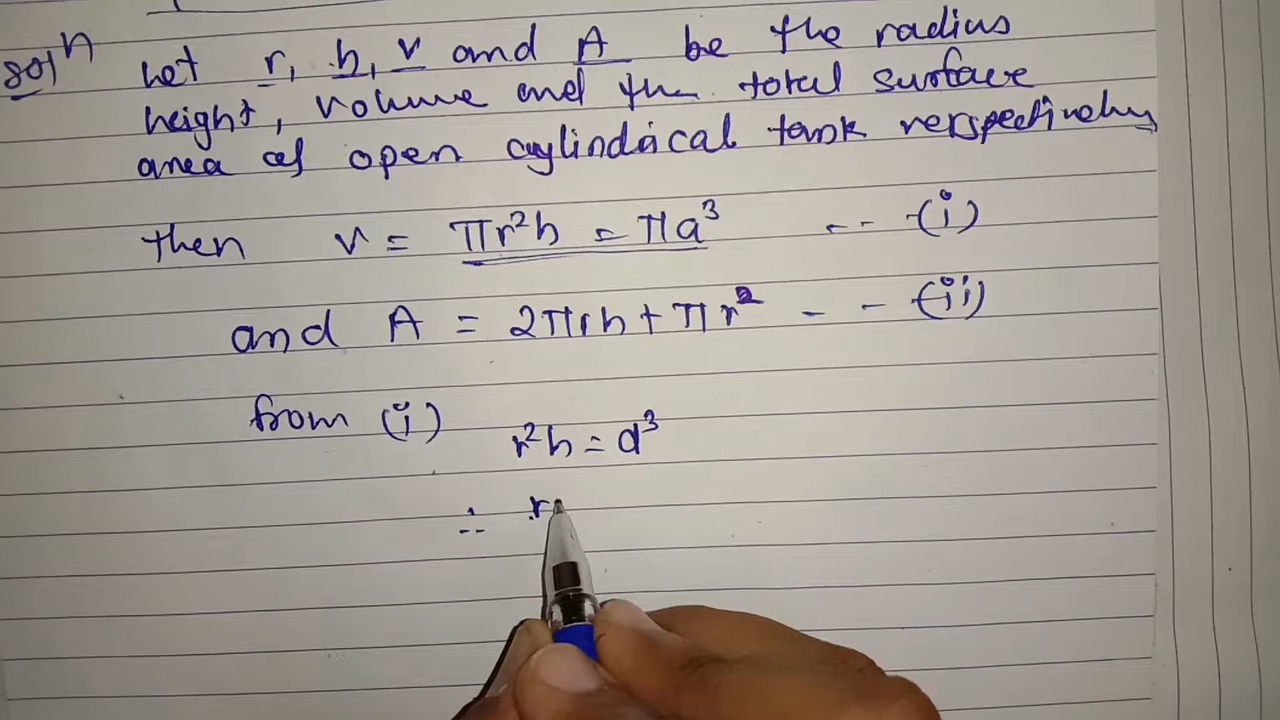 Solⁿ Let r, h, v and A be the radius
height, volume and the total surface
area of open cylindrical tank rerspectively
then v = πr²h = πa³ -- (i)
and A = 2πrh + πr² - - (ii)
from (i) r²h = a³
∴ r